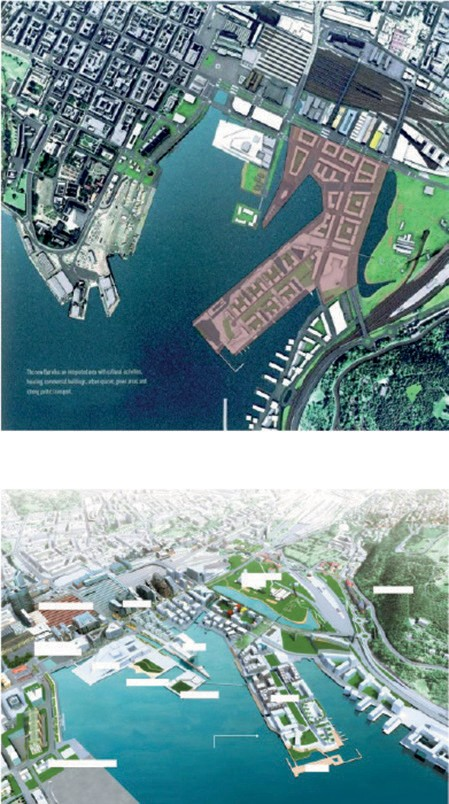 The new Bjørvika: an integrated area with cultural activities,
housing, commercial buildings, urban spaces, green areas and
strong public transport.